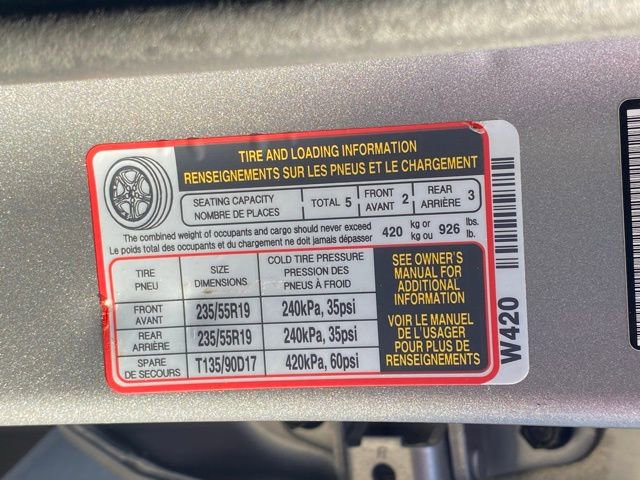 TIRE AND LOADING INFORMATION
RENSEIGNEMENTS SUR LES PNEUS ET LE CHARGEMENT
SEATING CAPACITY
NOMBRE DE PLACES
TOTAL 5
FRONT
AVANT 2
REAR
ARRIÈRE 3
The combined weight of occupants and cargo should never exceed
Le poids total des occupants et du chargement ne doit jamais dépasser
420 kg or
kg ou
926 lbs.
lb.
TIRE
PNEU
SIZE
DIMENSIONS
COLD TIRE PRESSURE
PRESSION DES
PNEUS À FROID
FRONT
AVANT
235/55R19
240kPa, 35psi
REAR
ARRIÈRE
235/55R19
240kPa, 35psi
SPARE
DE SECOURS
T135/90D17
420kPa, 60psi
SEE OWNER'S
MANUAL FOR
ADDITIONAL
INFORMATION
VOIR LE MANUEL
DE L'USAGER
POUR PLUS DE
RENSEIGNEMENTS
W420
R